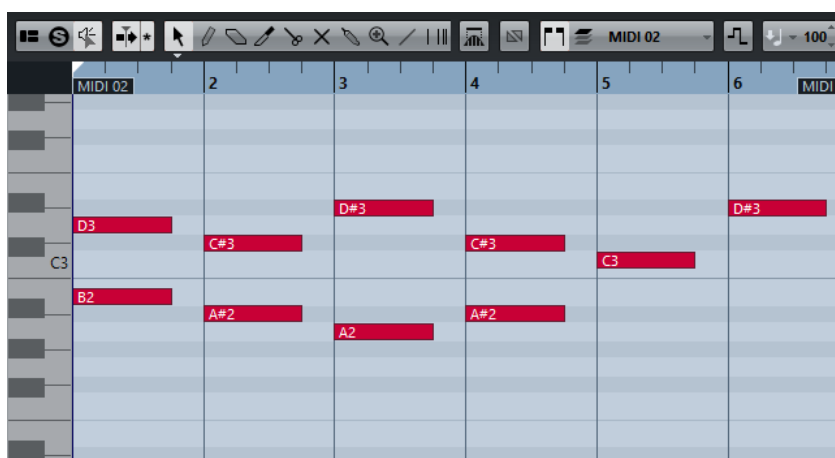 MIDI 02 100
MIDI 02 2 3 4 5 6 MIDI
D#3 D#3
D3
C#3 C#3
C3 C3
B2
A#2 A#2
A2